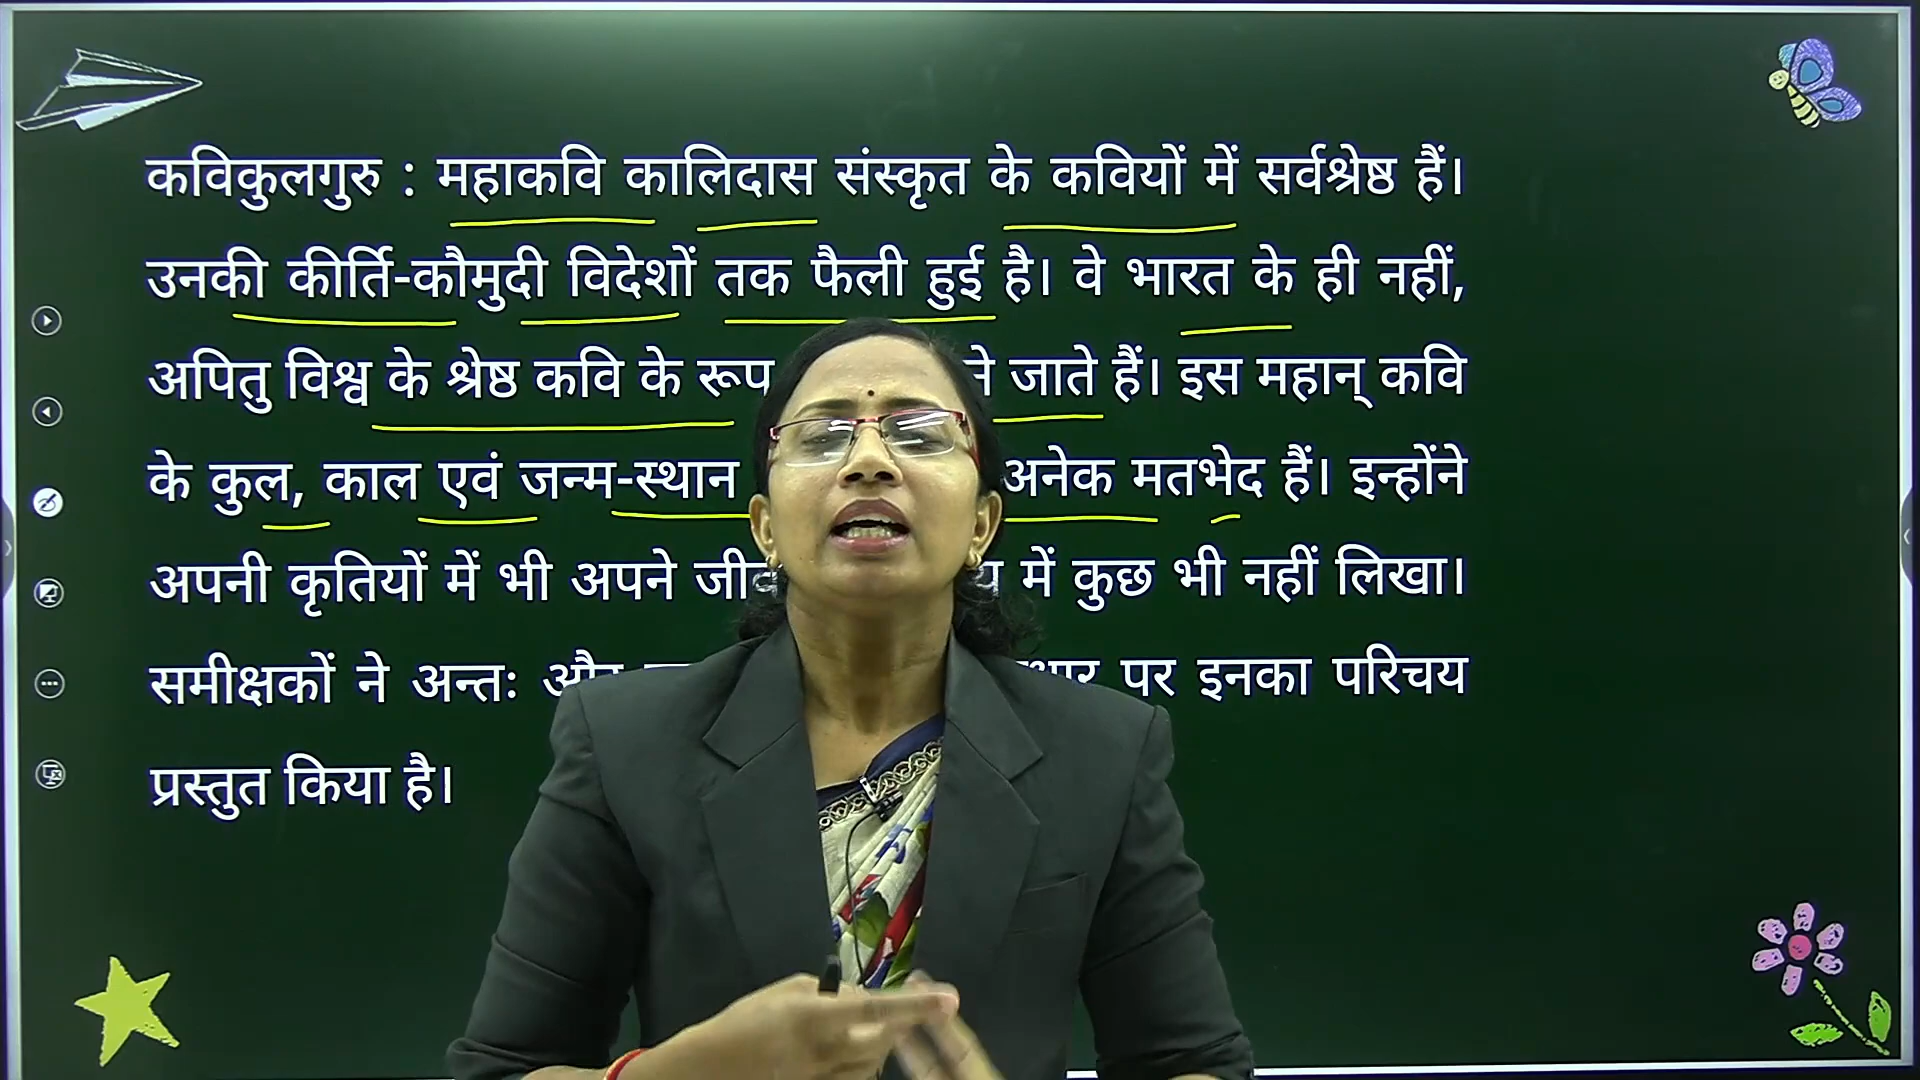 कविकुलगुरु : महाकवि कालिदास संस्कृत के कवियों में सर्वश्रेष्ठ हैं।
उनकी कीर्ति-कौमुदी विदेशों तक फैली हुई है। वे भारत के ही नहीं,
अपितु विश्व के श्रेष्ठ कवि के रूप जाते हैं। इस महान् कवि
के कुल, काल एवं जन्म-स्थान अनेक मतभेद हैं। इन्होंने
अपनी कृतियों में भी अपने में कुछ भी नहीं लिखा।
समीक्षकों ने अन्तः और पर इनका परिचय
प्रस्तुत किया है।